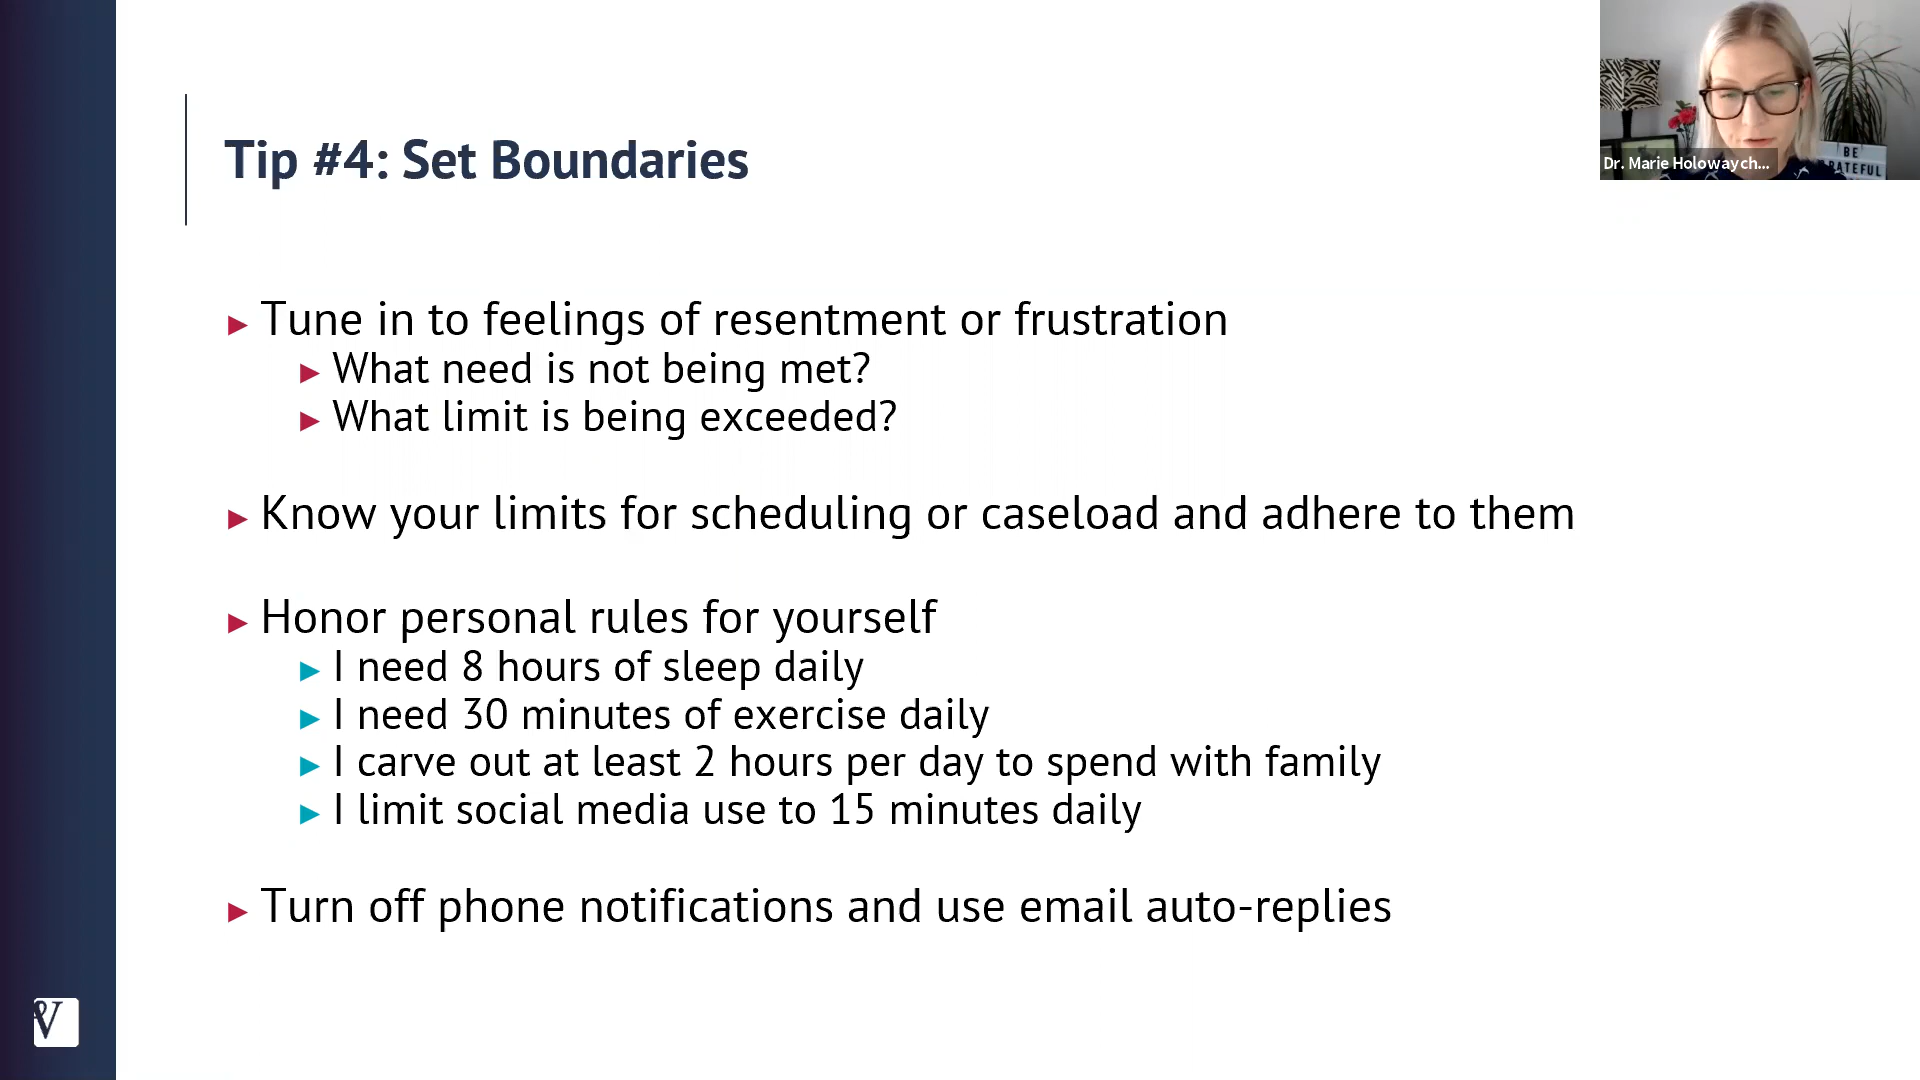 Tip #4: Set Boundaries
Tune in to feelings of resentment or frustration
What need is not being met?
What limit is being exceeded?
Know your limits for scheduling or caseload and adhere to them
Honor personal rules for yourself
I need 8 hours of sleep daily
I need 30 minutes of exercise daily
I carve out at least 2 hours per day to spend with family
I limit social media use to 15 minutes daily
Turn off phone notifications and use email auto-replies
Dr. Marie Holowaych...
BE
RATEFUL
V